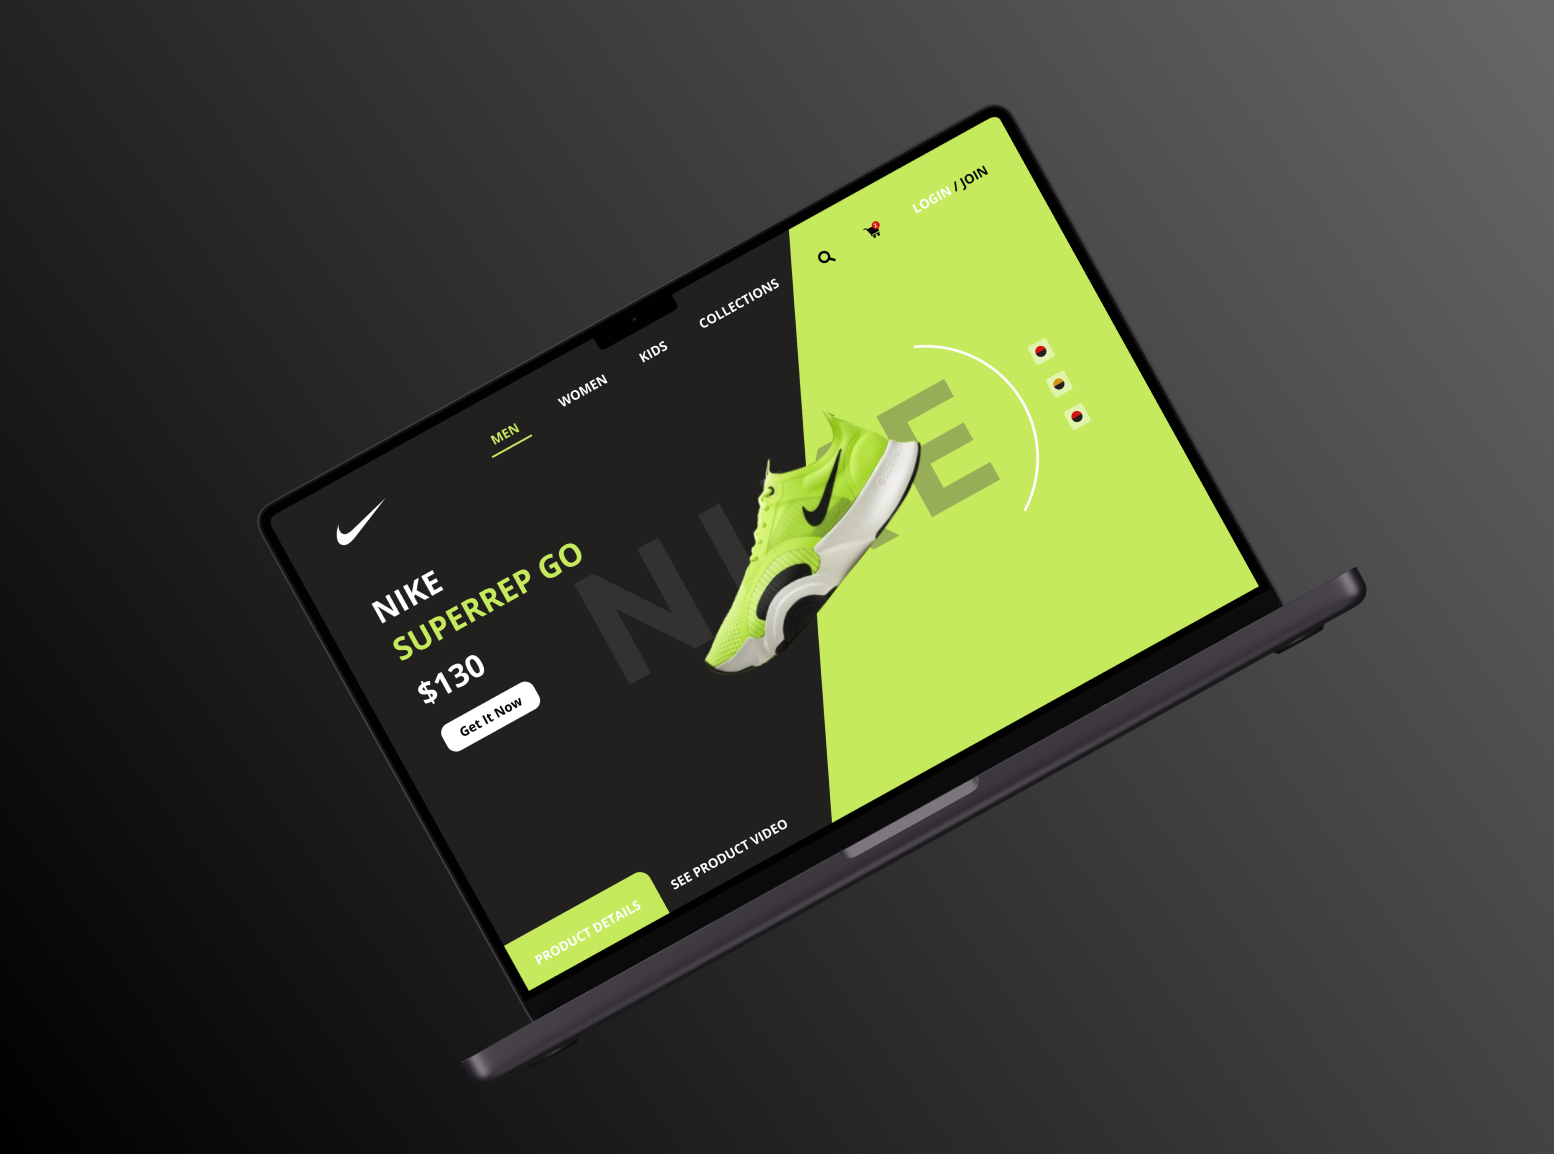 MEN
WOMEN
KIDS
COLLECTIONS
LOGIN / JOIN
NIKE
SUPERREP GO
$130
Get It Now
NIKE
PRODUCT DETAILS
SEE PRODUCT VIDEO